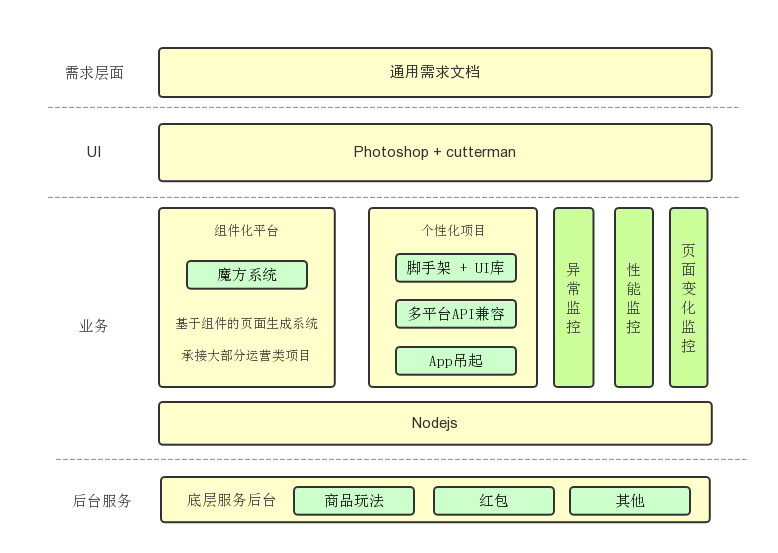 需求层面
通用需求文档
UI
Photoshop + cutterman
业务
组件化平台
魔方系统
基于组件的页面生成系统
承接大部分运营类项目
个性化项目
脚手架 + UI库
多平台API兼容
App吊起
异常监控
性能监控
页面变化监控
Nodejs
后台服务
底层服务后台
商品玩法
红包
其他